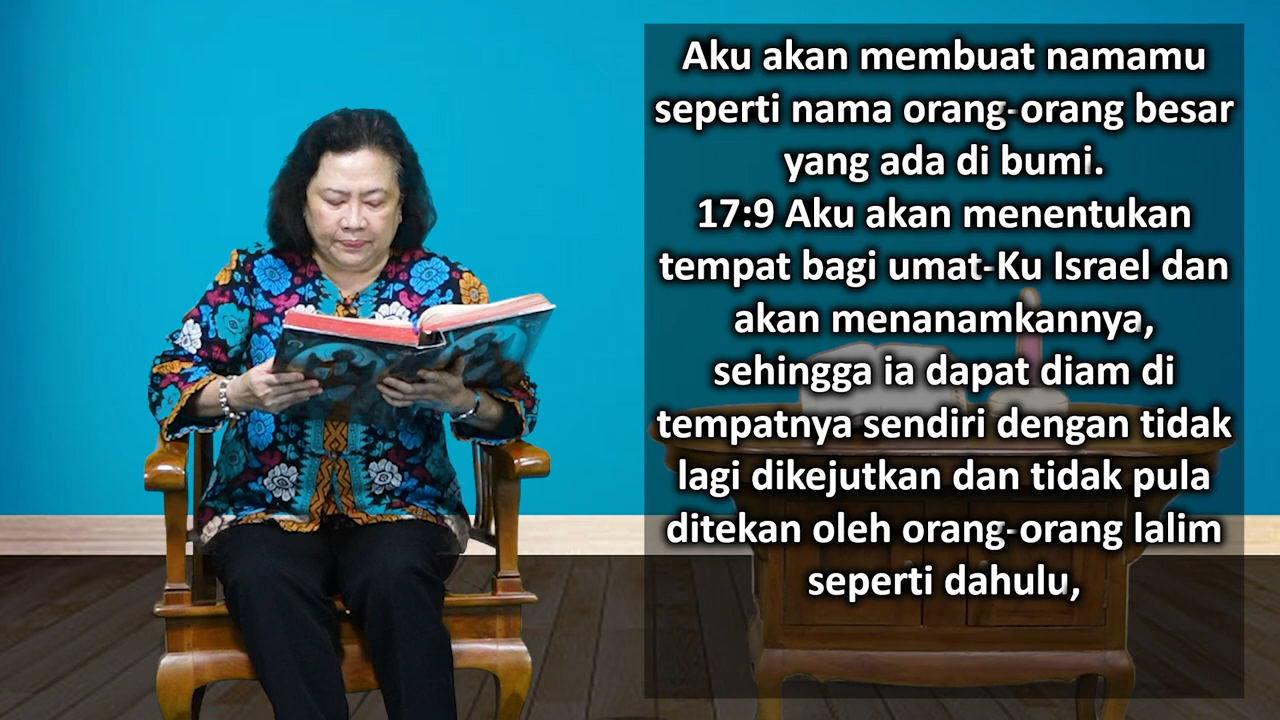 Aku akan membuat namamu
seperti nama orang-orang besar
yang ada di bumi.
17:9 Aku akan menentukan
tempat bagi umat-Ku Israel dan
akan menanamkannya,
sehingga ia dapat diam di
tempatnya sendiri dengan tidak
lagi dikejutkan dan tidak pula
ditekan oleh orang-orang lalim
seperti dahulu,